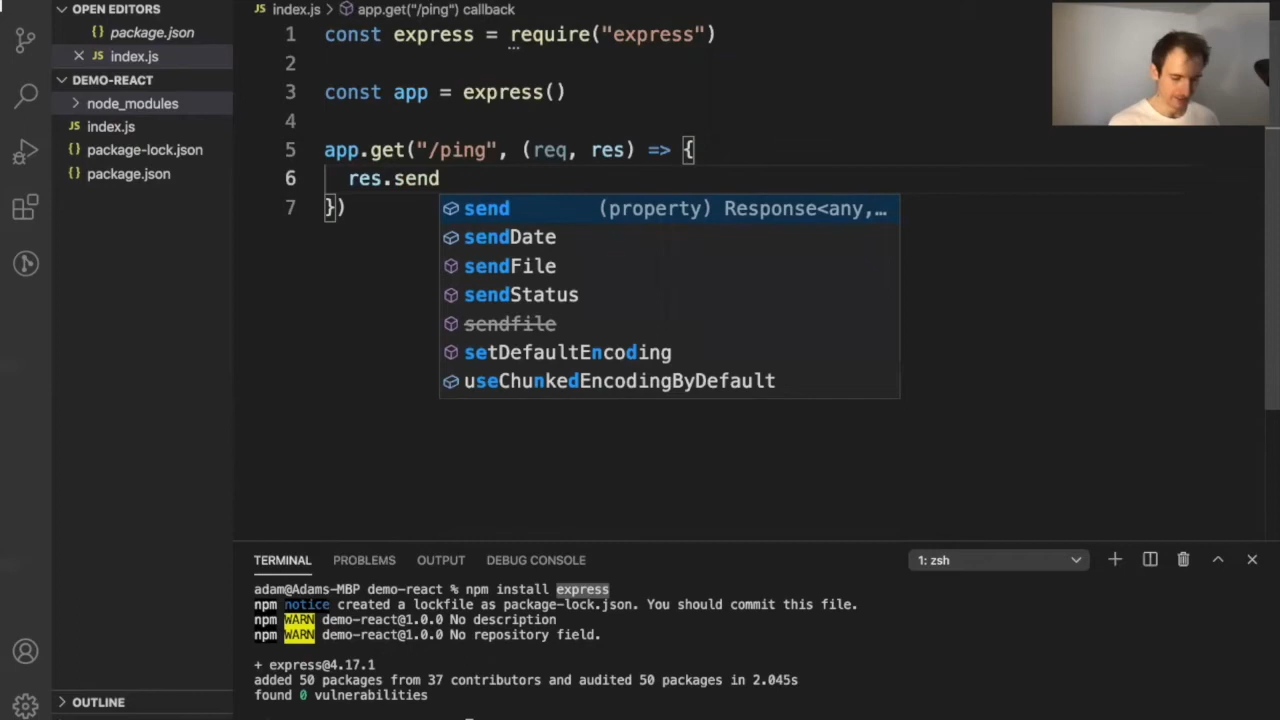 OPEN EDITORS
package.json
index.js
DEMO-REACT
node_modules
index.js
package-lock.json
package.json
OUTLINE
index.js > app.get("/ping") callback
1 const express = require("express")
2
3 const app = express()
4
5 app.get("/ping", (req, res) => {
6 res.send
7 })
send (property) Response<any,…
sendDate
sendFile
sendStatus
sendfile
setDefaultEncoding
useChunkedEncodingByDefault
TERMINAL PROBLEMS OUTPUT DEBUG CONSOLE 1: zsh
adam@Adams-MBP demo-react % npm install express
npm notice created a lockfile as package-lock.json. You should commit this file.
npm WARN demo-react@1.0.0 No description
npm WARN demo-react@1.0.0 No repository field.
+ express@4.17.1
added 50 packages from 37 contributors and audited 50 packages in 2.045s
found 0 vulnerabilities